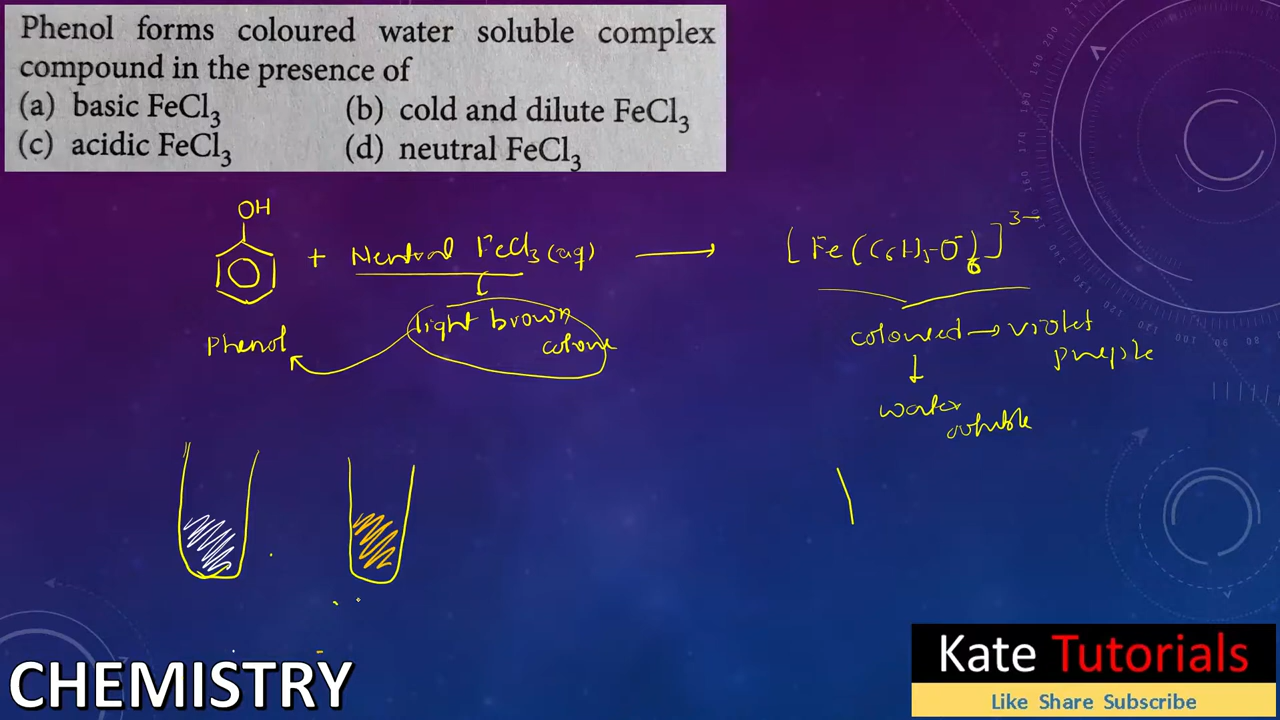 Phenol forms coloured water soluble complex
compound in the presence of
(a) basic FeCl₃ (b) cold and dilute FeCl₃
(c) acidic FeCl₃ (d) neutral FeCl₃
OH
+ Neutral FeCl₃ (aq) ⟶ [Fe(C₆H₅-O⁻)₆]³⁻
light brown
colour
Phenol
coloured → violet
purple
water
soluble
CHEMISTRY
Kate Tutorials
Like Share Subscribe